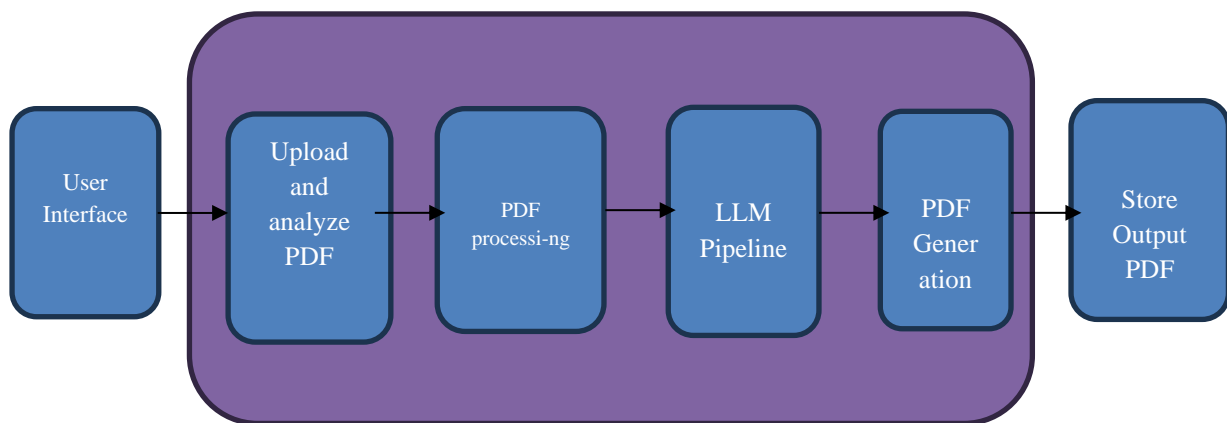 User
Interface
Upload
and
analyze
PDF
PDF
processi-ng
LLM
Pipeline
PDF
Gener
ation
Store
Output
PDF